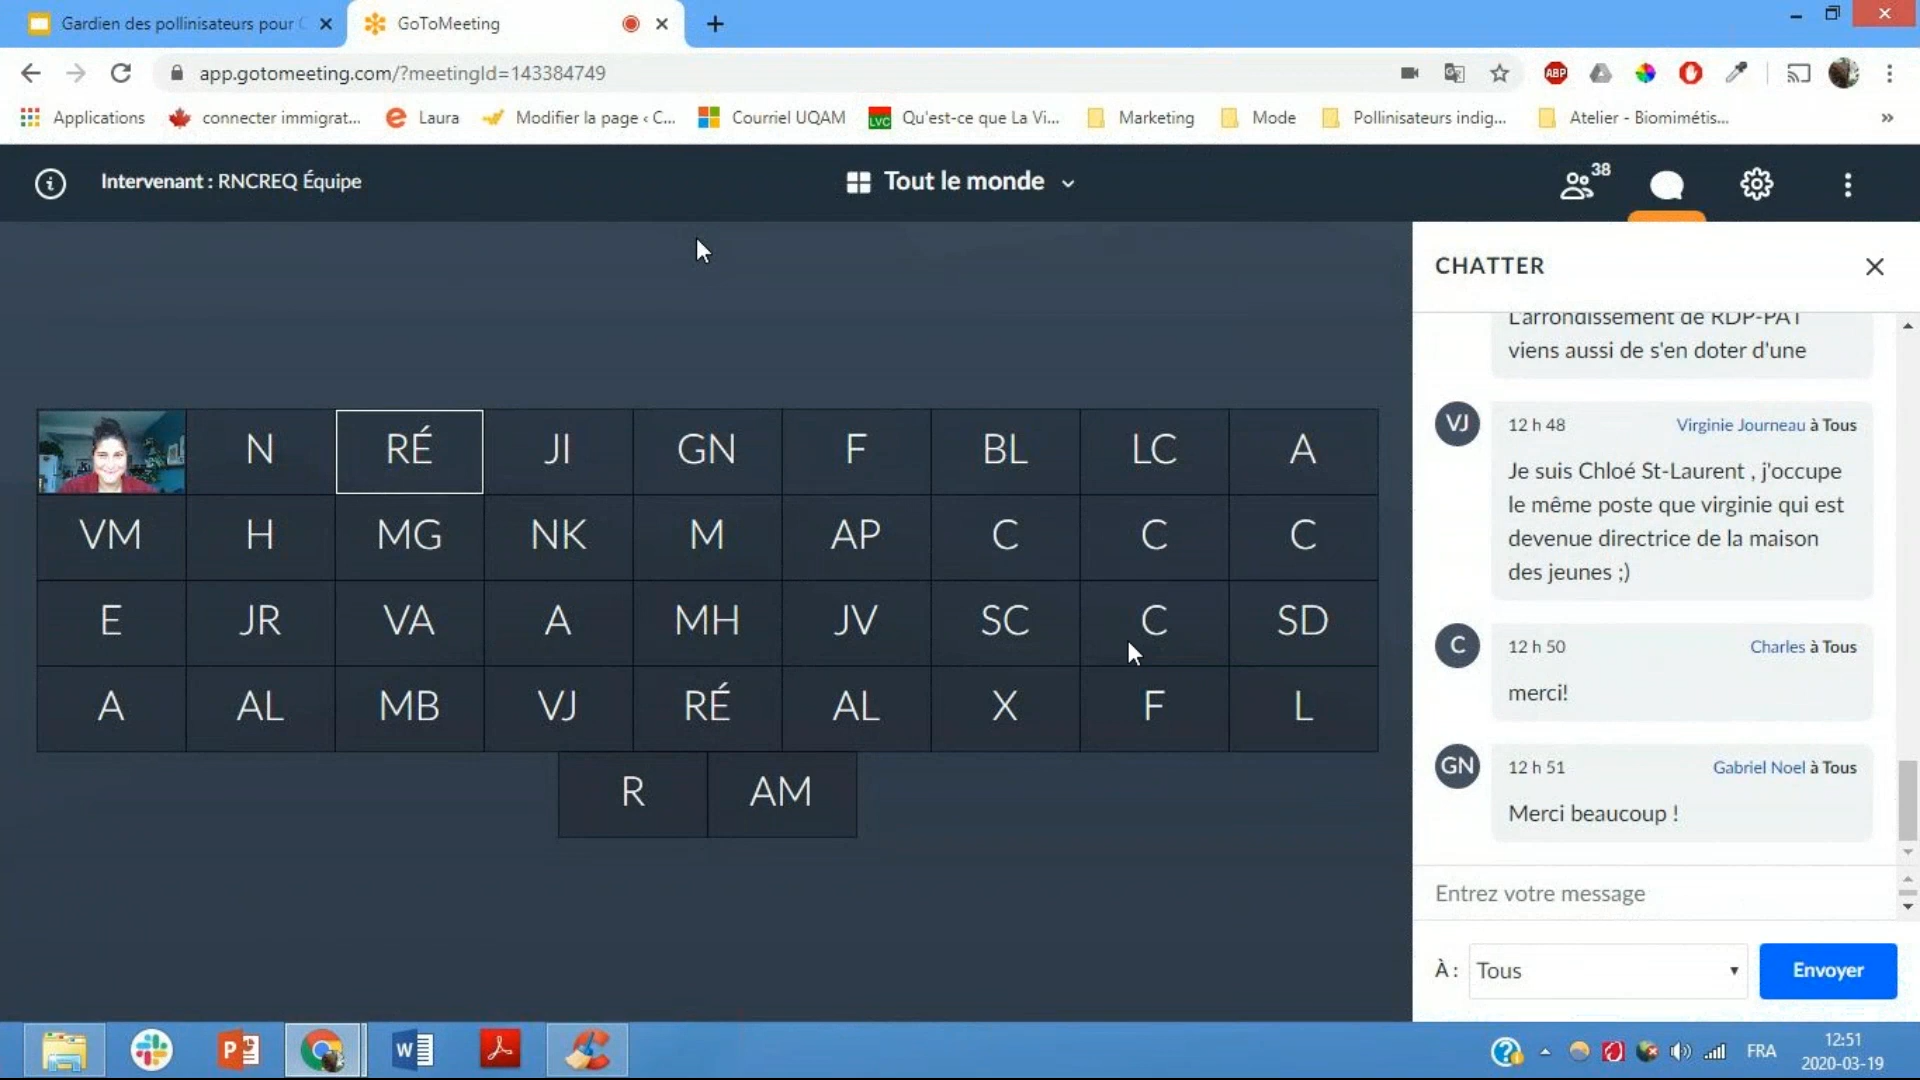 Gardien des pollinisateurs pour
GoToMeeting
app.gotomeeting.com/?meetingId=143384749
ABP
Applications
connecter immigrat...
Laura
Modifier la page ‹ C...
Courriel UQAM
LVC
Qu'est-ce que La Vi...
Marketing
Mode
Pollinisateurs indig...
Atelier - Biomimétis...
»
Intervenant : RNCREQ Équipe
Tout le monde
38
N RÉ JI GN F BL LC A
VM H MG NK M AP C C C
E JR VA A MH JV SC C SD
A AL MB VJ RÉ AL X F L
R AM
CHATTER
L'arrondissement de RDP-PAT
viens aussi de s'en doter d'une
VJ
12 h 48 Virginie Journeau à Tous
Je suis Chloé St-Laurent , j'occupe
le même poste que virginie qui est
devenue directrice de la maison
des jeunes ;)
C
12 h 50 Charles à Tous
merci!
GN
12 h 51 Gabriel Noel à Tous
Merci beaucoup !
Entrez votre message
À : Tous
Envoyer
FRA
12:51
2020-03-19